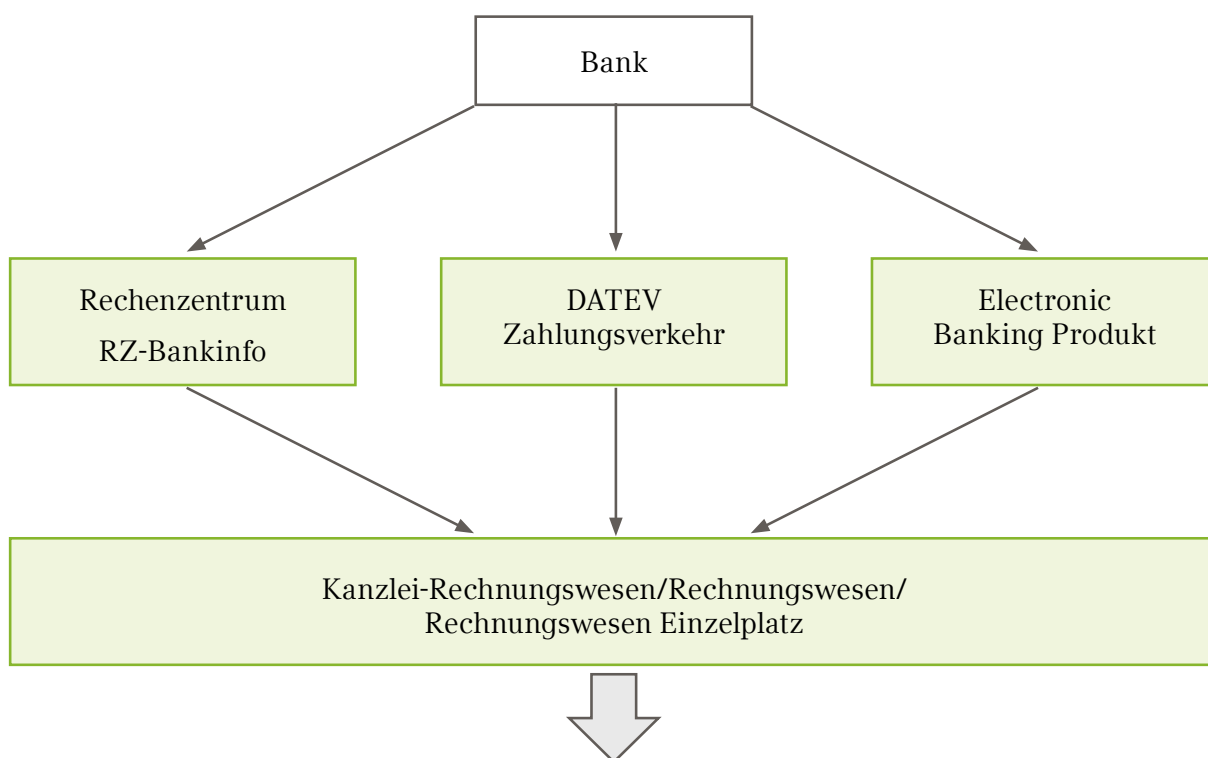 Bank
Rechenzentrum
RZ-Bankinfo
DATEV
Zahlungsverkehr
Electronic
Banking Produkt
Kanzlei-Rechnungswesen/Rechnungswesen/
Rechnungswesen Einzelplatz